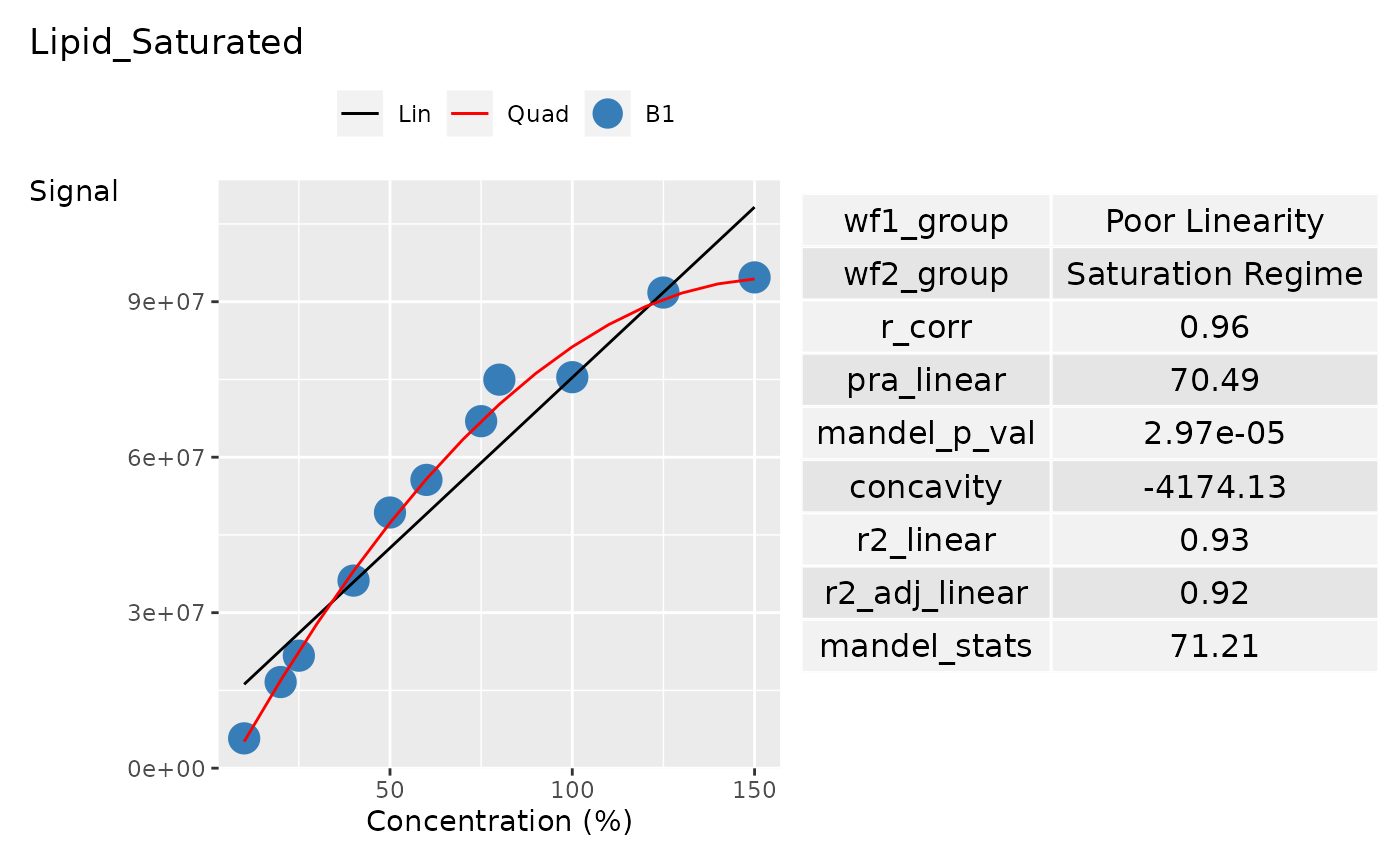 Lipid_Saturated
Lin Quad B1
Signal
9e+07
6e+07
3e+07
0e+00
50 100 150
Concentration (%)
wf1_group Poor Linearity
wf2_group Saturation Regime
r_corr 0.96
pra_linear 70.49
mandel_p_val 2.97e-05
concavity -4174.13
r2_linear 0.93
r2_adj_linear 0.92
mandel_stats 71.21